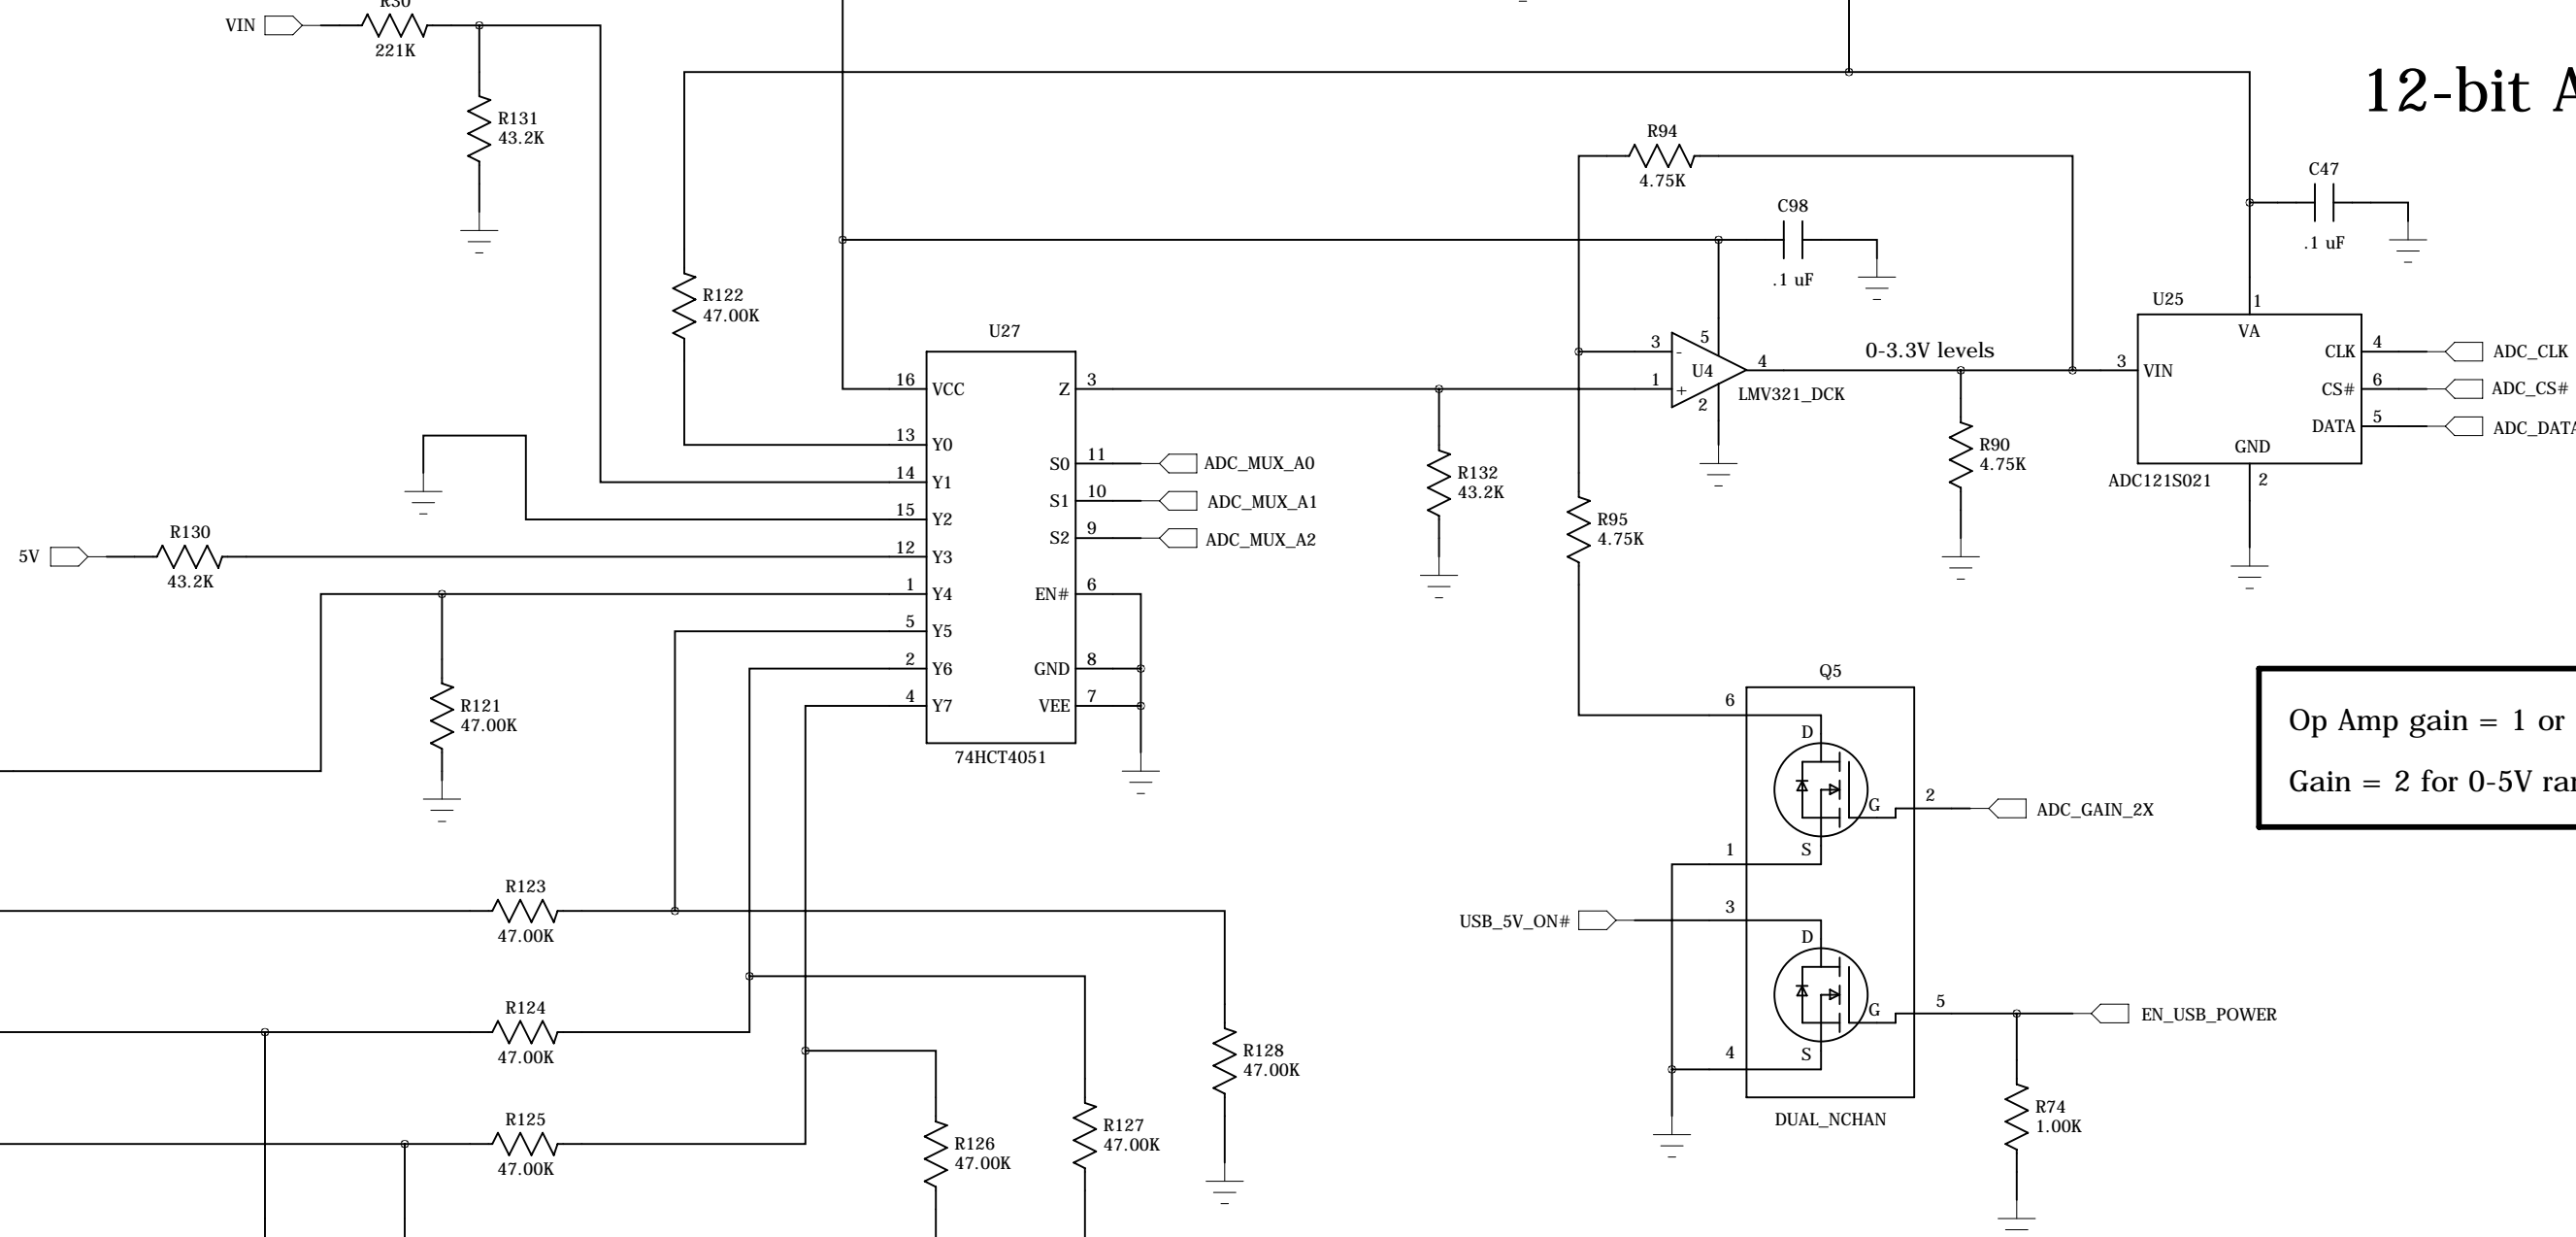 R30
VIN
221K
12-bit A
R131
43.2K
R94
4.75K
C47
.1 uF
C98
.1 uF
R122
47.00K
U25
1
VA
U27
3
-
5
U4
4
0-3.3V levels
3
VIN
CLK
4
ADC_CLK
1
+
2
LMV321_DCK
CS#
6
ADC_CS#
16
VCC
Z
3
DATA
5
ADC_DATA
13
Y0
R90
4.75K
GND
2
ADC121S021
S0
11
ADC_MUX_A0
14
Y1
R132
43.2K
S1
10
ADC_MUX_A1
15
Y2
R95
4.75K
S2
9
ADC_MUX_A2
R130
5V
43.2K
12
Y3
1
Y4
EN#
6
5
Y5
2
Y6
GND
8
4
Y7
VEE
7
R121
47.00K
74HCT4051
Q5
6
D
G
2
ADC_GAIN_2X
1
S
Op Amp gain = 1 or
Gain = 2 for 0-5V ran
R123
47.00K
USB_5V_ON#
3
D
G
5
EN_USB_POWER
4
S
R124
47.00K
R128
47.00K
R125
47.00K
R126
47.00K
R127
47.00K
DUAL_NCHAN
R74
1.00K